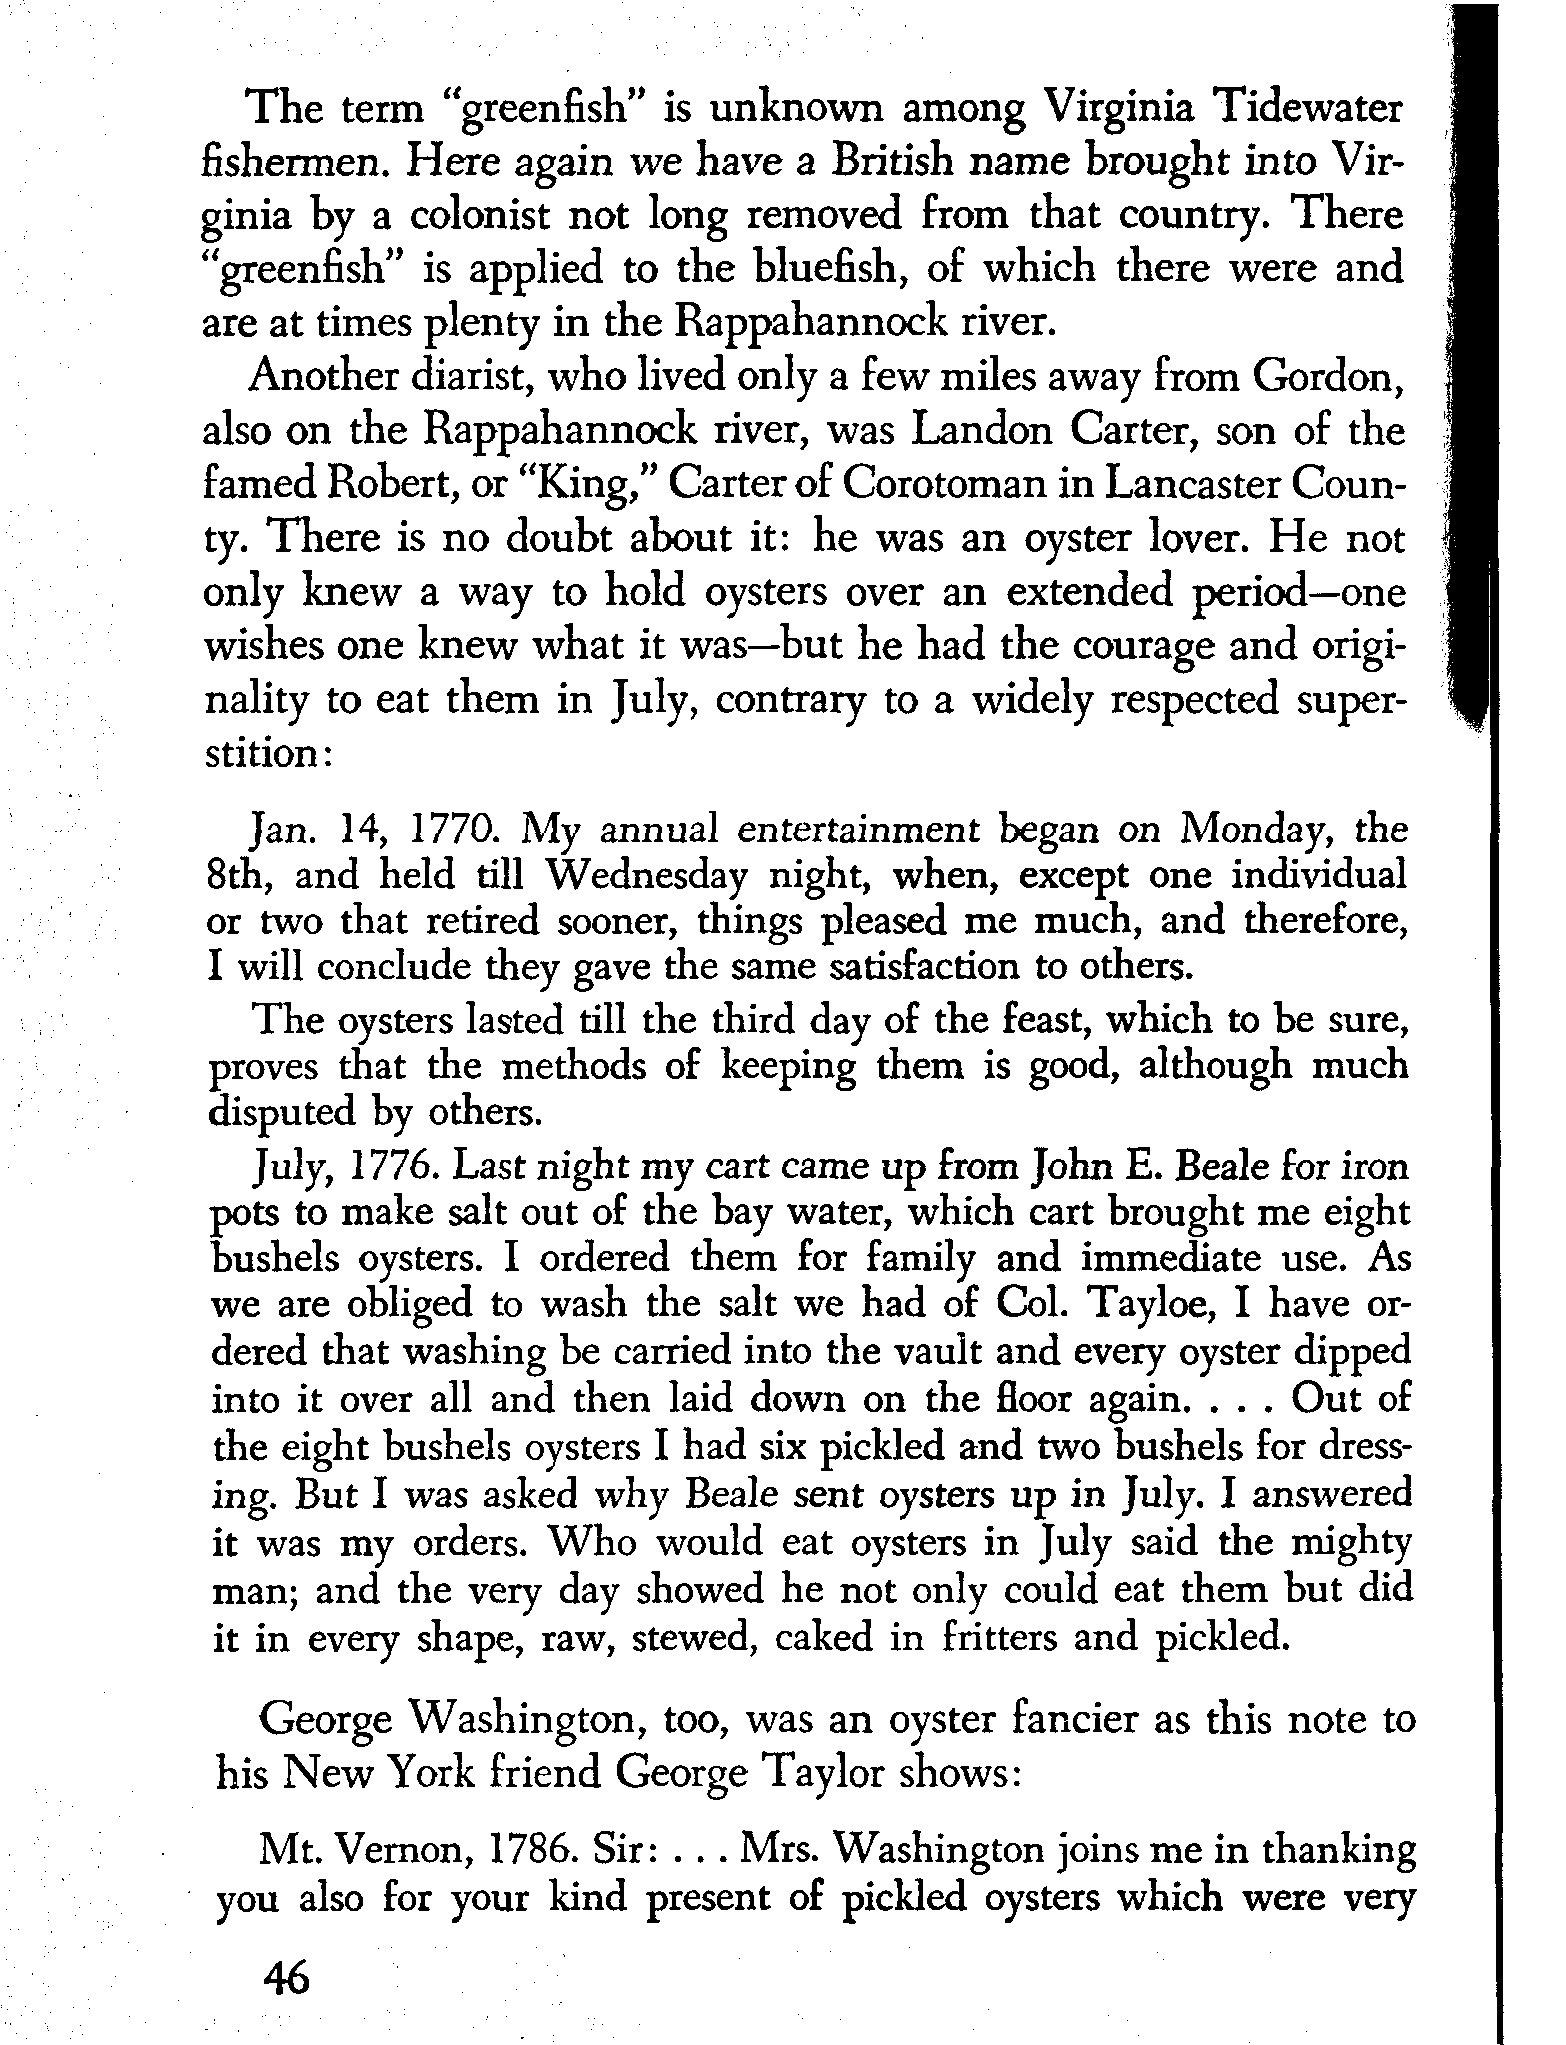 The term “greenfish” is unknown among Virginia Tidewater
fishermen. Here again we have a British name brought into Vir-
ginia by a colonist not long removed from that country. There
“greenfish” is applied to the bluefish, of which there were and
are at times plenty in the Rappahannock river.
Another diarist, who lived only a few miles away from Gordon,
also on the Rappahannock river, was Landon Carter, son of the
famed Robert, or “King,” Carter of Corotoman in Lancaster Coun-
ty. There is no doubt about it: he was an oyster lover. He not
only knew a way to hold oysters over an extended period—one
wishes one knew what it was—but he had the courage and origi-
nality to eat them in July, contrary to a widely respected super-
stition:
Jan. 14, 1770. My annual entertainment began on Monday, the
8th, and held till Wednesday night, when, except one individual
or two that retired sooner, things pleased me much, and therefore,
I will conclude they gave the same satisfaction to others.
The oysters lasted till the third day of the feast, which to be sure,
proves that the methods of keeping them is good, although much
disputed by others.
July, 1776. Last night my cart came up from John E. Beale for iron
pots to make salt out of the bay water, which cart brought me eight
bushels oysters. I ordered them for family and immediate use. As
we are obliged to wash the salt we had of Col. Tayloe, I have or-
dered that washing be carried into the vault and every oyster dipped
into it over all and then laid down on the floor again. . . . Out of
the eight bushels oysters I had six pickled and two bushels for dress-
ing. But I was asked why Beale sent oysters up in July. I answered
it was my orders. Who would eat oysters in July said the mighty
man; and the very day showed he not only could eat them but did
it in every shape, raw, stewed, caked in fritters and pickled.
George Washington, too, was an oyster fancier as this note to
his New York friend George Taylor shows:
Mt. Vernon, 1786. Sir: . . . Mrs. Washington joins me in thanking
you also for your kind present of pickled oysters which were very
46